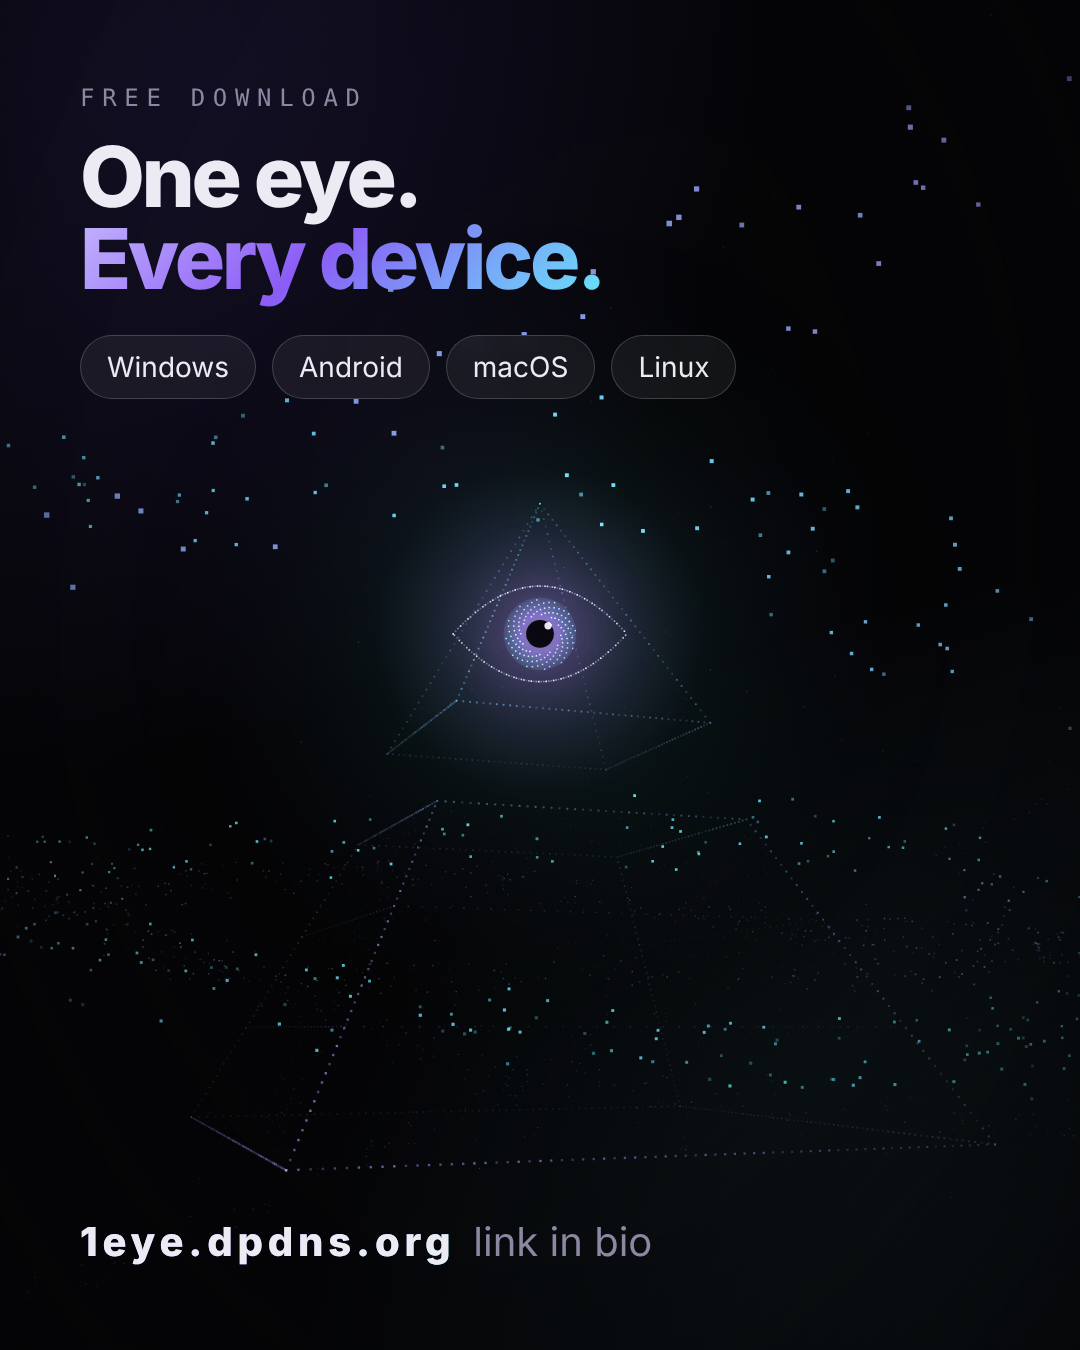 FREE DOWNLOAD
One eye.
Every device.
Windows Android macOS Linux
1eye.dpdns.org link in bio